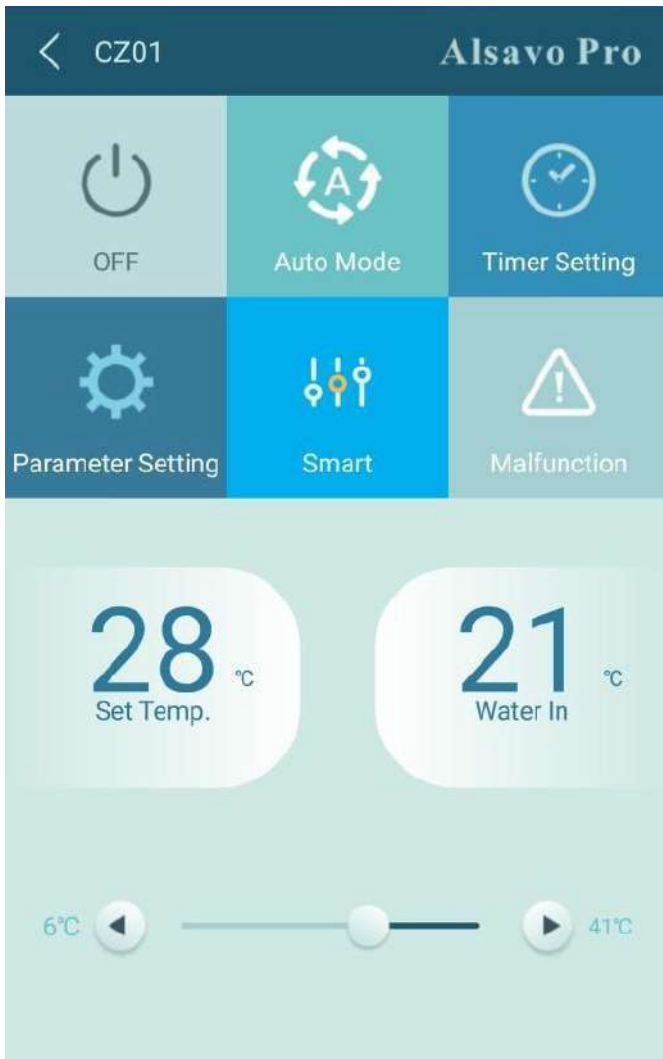 CZ01 Alsavo Pro
OFF Auto Mode Timer Setting
A
Parameter Setting Smart Malfunction
28 °C 21 °C
Set Temp. Water In
6°C 41°C